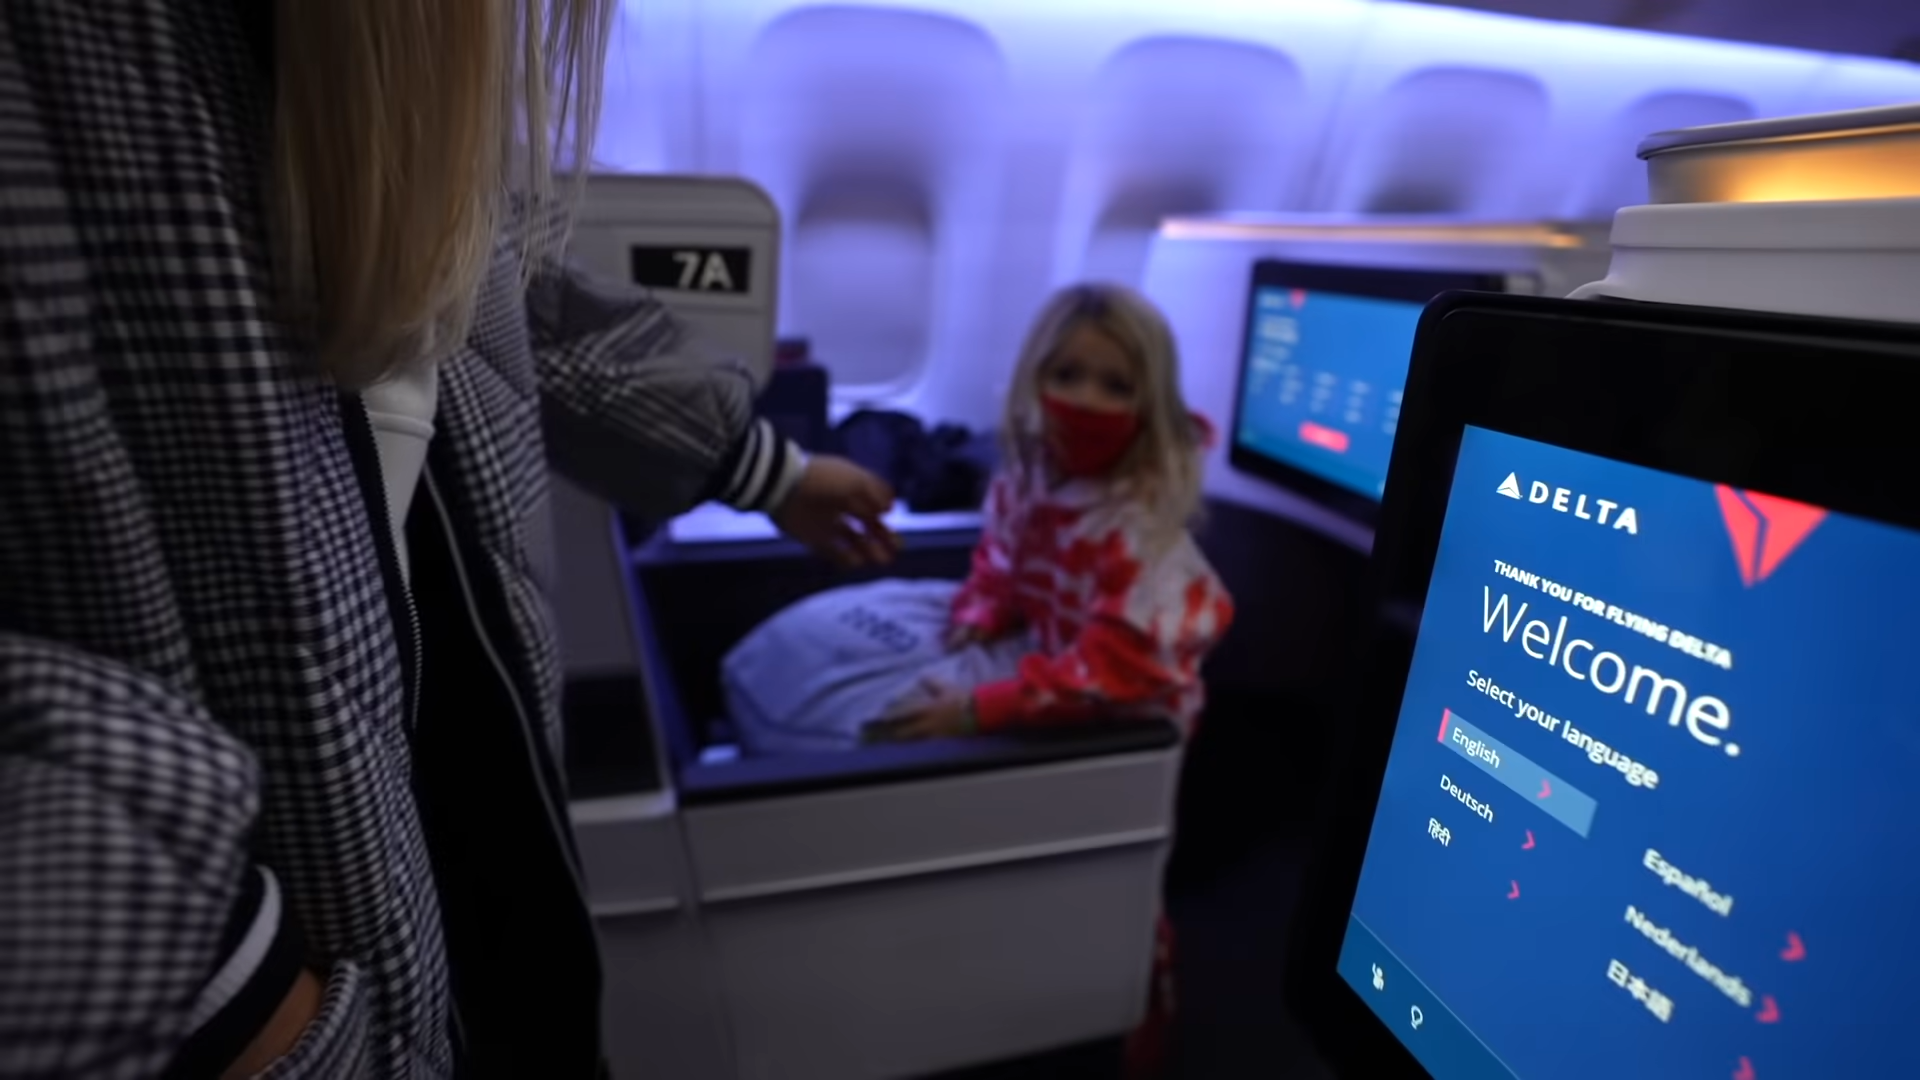 7A
DELTA
THANK YOU FOR FLYING DELTA
Welcome.
Select your language
English
Deutsch
हिंदी
Español
Nederlands
日本語